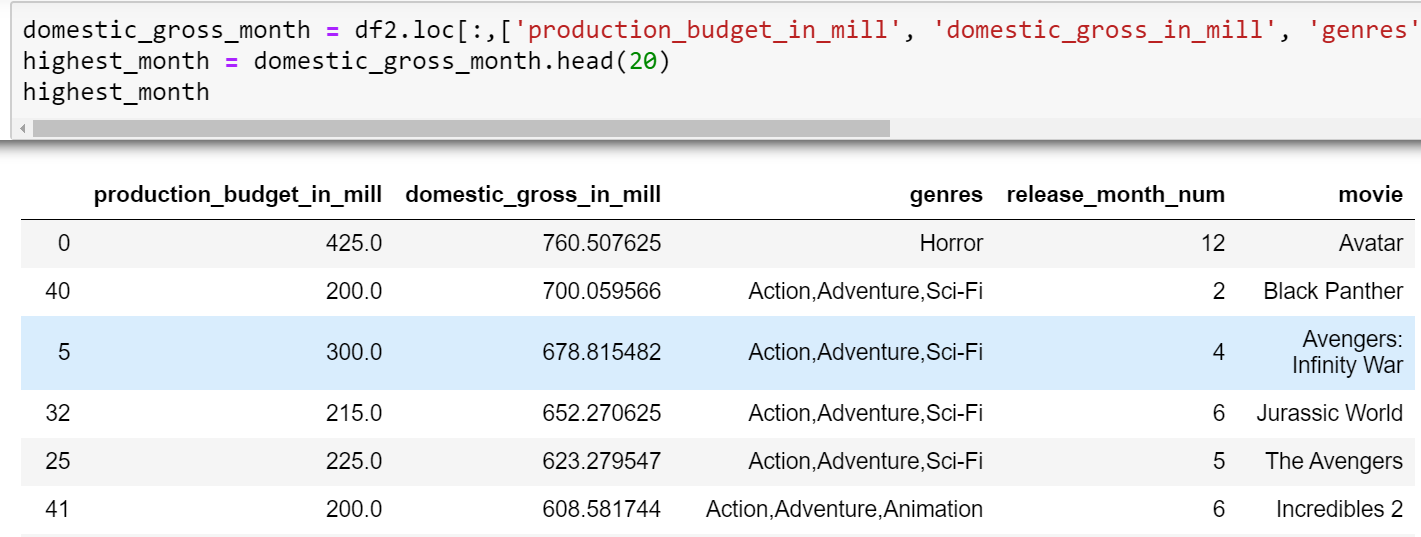 domestic_gross_month = df2.loc[:,['production_budget_in_mill', 'domestic_gross_in_mill', 'genres'
highest_month = domestic_gross_month.head(20)
highest_month
production_budget_in_mill domestic_gross_in_mill genres release_month_num movie
0 425.0 760.507625 Horror 12 Avatar
40 200.0 700.059566 Action,Adventure,Sci-Fi 2 Black Panther
5 300.0 678.815482 Action,Adventure,Sci-Fi 4 Avengers:
Infinity War
32 215.0 652.270625 Action,Adventure,Sci-Fi 6 Jurassic World
25 225.0 623.279547 Action,Adventure,Sci-Fi 5 The Avengers
41 200.0 608.581744 Action,Adventure,Animation 6 Incredibles 2